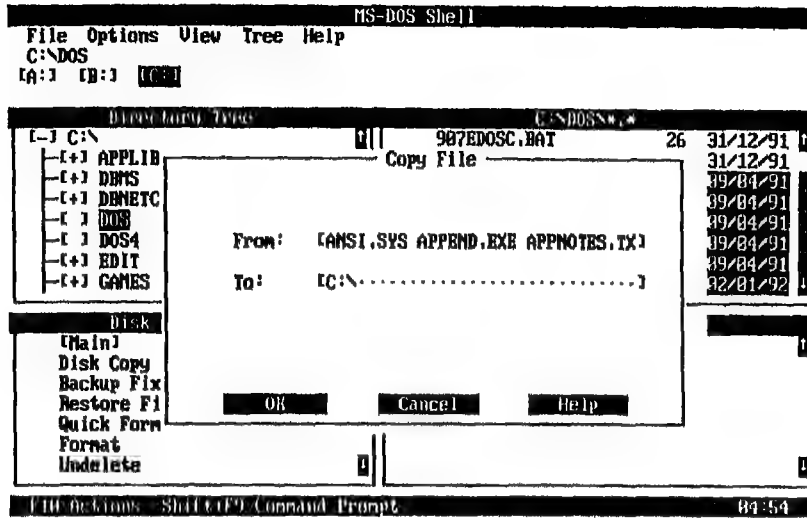 MS-DOS Shell
File Options View Tree Help
C:\DOS
[A:] [B:] [C:]
Directory Tree C:\DOS\*.*
[-] C:\ 907EDOSC.BAT 26 31/12/91
[+] APPLIB Copy File 31/12/91
[+] DBMS 09/04/91
[+] DBNETC 09/04/91
[ ] DOS 09/04/91
[ ] DOS4 From: [ANSI.SYS APPEND.EXE APPNOTES.TX] 09/04/91
[+] EDIT 09/04/91
[+] GAMES To: [C:\............................] 02/01/92
Disk
[Main]
Disk Copy
Backup Fix
Restore Fi OK Cancel Help
Quick Form
Format
Undelete
F10=Actions Shift+F9=Command Prompt 04:54